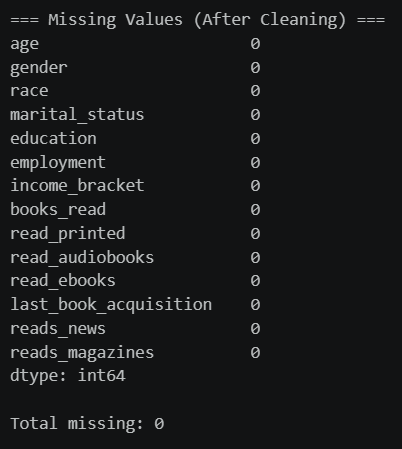 === Missing Values (After Cleaning) ===
age                      0
gender                   0
race                     0
marital_status           0
education                0
employment               0
income_bracket           0
books_read               0
read_printed             0
read_audiobooks          0
read_ebooks              0
last_book_acquisition    0
reads_news               0
reads_magazines          0
dtype: int64

Total missing: 0